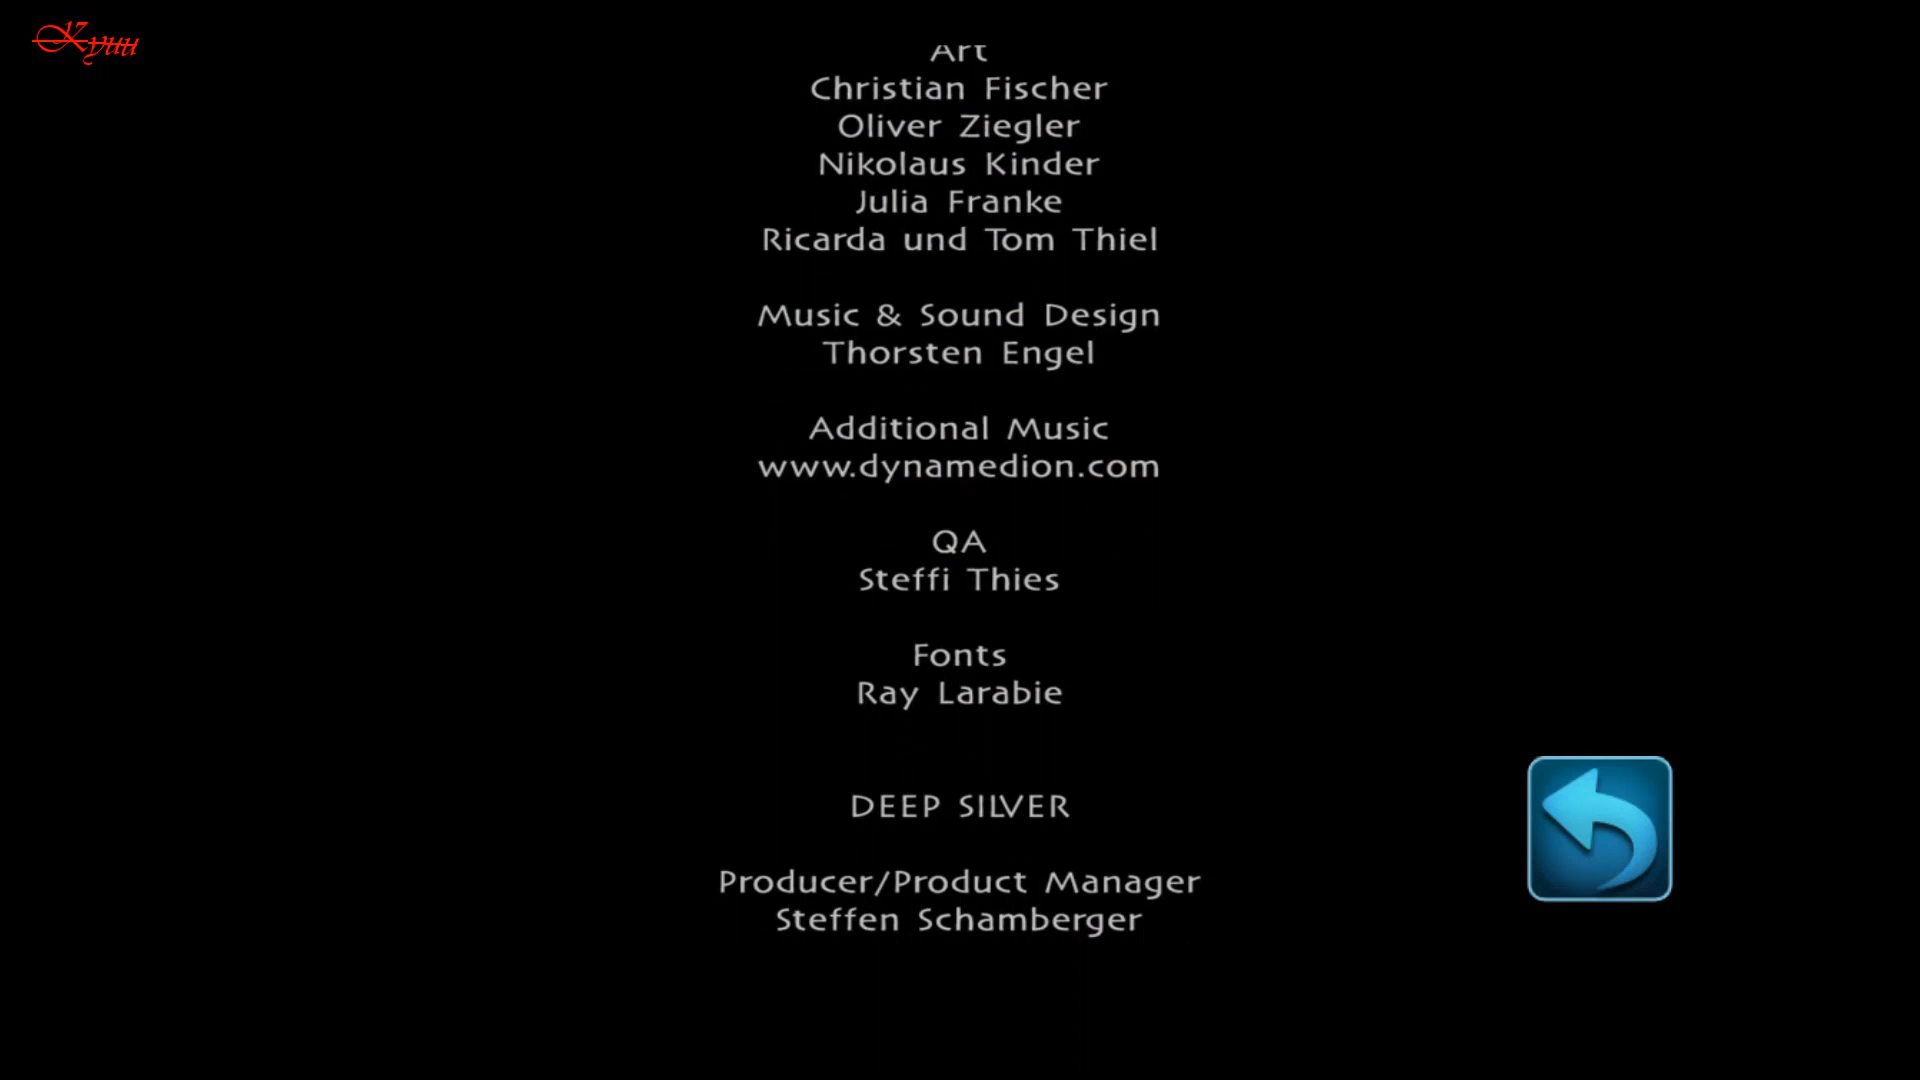 Куии
Art
Christian Fischer
Oliver Ziegler
Nikolaus Kinder
Julia Franke
Ricarda und Tom Thiel
Music & Sound Design
Thorsten Engel
Additional Music
www.dynamedion.com
QA
Steffi Thies
Fonts
Ray Larabie
DEEP SILVER
Producer/Product Manager
Steffen Schamberger